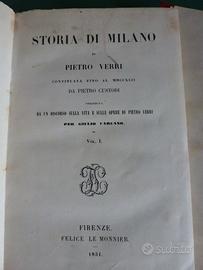 STORIA DI MILANO
DI
PIETRO VERRI
CONTINUATA FINO AL MDCCXCII
DA PIETRO CUSTODI
PRECEDUTA
DA UN DISCORSO SULLA VITA E SULLE OPERE DI PIETRO VERRI
PER GIULIO CARCANO.
VOL. I.
FIRENZE.
FELICE LE MONNIER.
1851.
subito